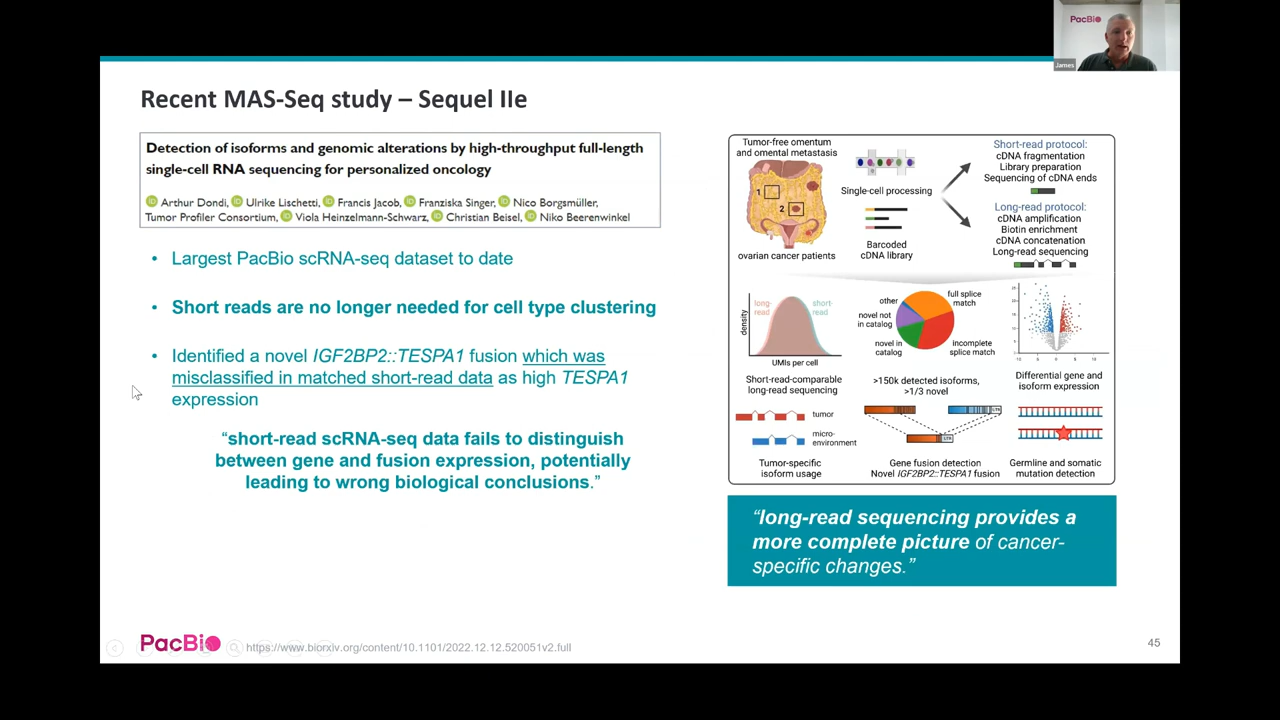 PacBio
James
Recent MAS-Seq study – Sequel IIe
Detection of isoforms and genomic alterations by high-throughput full-length
single-cell RNA sequencing for personalized oncology
Arthur Dondi, Ulrike Lischetti, Francis Jacob, Franziska Singer, Nico Borgsmüller,
Tumor Profiler Consortium, Viola Heinzelmann-Schwarz, Christian Beisel, Niko Beerenwinkel
• Largest PacBio scRNA-seq dataset to date
• Short reads are no longer needed for cell type clustering
• Identified a novel IGF2BP2::TESPA1 fusion which was
misclassified in matched short-read data as high TESPA1
expression
“short-read scRNA-seq data fails to distinguish
between gene and fusion expression, potentially
leading to wrong biological conclusions.”
Tumor-free omentum
and omental metastasis
1
2
ovarian cancer patients
Single-cell processing
Barcoded
cDNA library
Short-read protocol:
cDNA fragmentation
Library preparation
Sequencing of cDNA ends
Long-read protocol:
cDNA amplification
Biotin enrichment
cDNA concatenation
Long-read sequencing
long-
read
short-
read
density
UMIs per cell
Short-read-comparable
long-read sequencing
other
full splice
match
novel not
in catalog
novel in
catalog
incomplete
splice match
>150k detected isoforms,
>1/3 novel
Differential gene and
isoform expression
tumor
micro-
environment
Tumor-specific
isoform usage
Gene fusion detection
Novel IGF2BP2::TESPA1 fusion
Germline and somatic
mutation detection
“long-read sequencing provides a
more complete picture of cancer-
specific changes.”
PacBio
https://www.biorxiv.org/content/10.1101/2022.12.12.520051v2.full
45